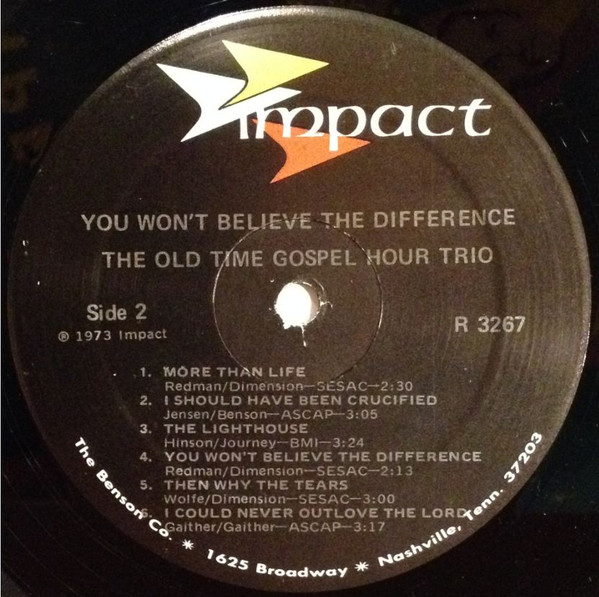 impact
YOU WON'T BELIEVE THE DIFFERENCE
THE OLD TIME GOSPEL HOUR TRIO
Side 2
℗ 1973 Impact
R 3267
1. MORE THAN LIFE
Redman/Dimension—SESAC—2:30
2. I SHOULD HAVE BEEN CRUCIFIED
Jensen/Benson—ASCAP—3:05
3. THE LIGHTHOUSE
Hinson/Journey—BMI—3:24
4. YOU WON'T BELIEVE THE DIFFERENCE
Redman/Dimension—SESAC—2:13
5. THEN WHY THE TEARS
Wolfe/Dimension—SESAC—3:00
6. I COULD NEVER OUTLOVE THE LORD
Gaither/Gaither—ASCAP—3:17
The Benson Co. * 1625 Broadway * Nashville, Tenn. 37203